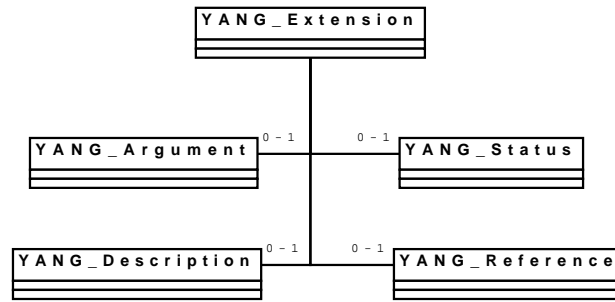 YANG_Extension
0-1 0-1
YANG_Argument YANG_Status
0-1 0-1
YANG_Description YANG_Reference